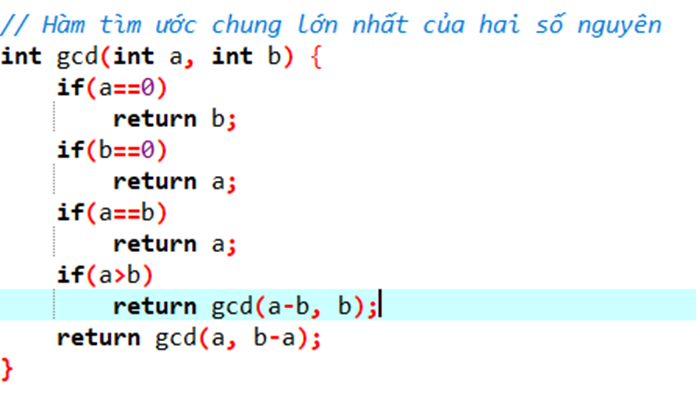 // Hàm tìm ước chung lớn nhất của hai số nguyên
int gcd(int a, int b) {
    if(a==0)
        return b;
    if(b==0)
        return a;
    if(a==b)
        return a;
    if(a>b)
        return gcd(a-b, b);
    return gcd(a, b-a);
}